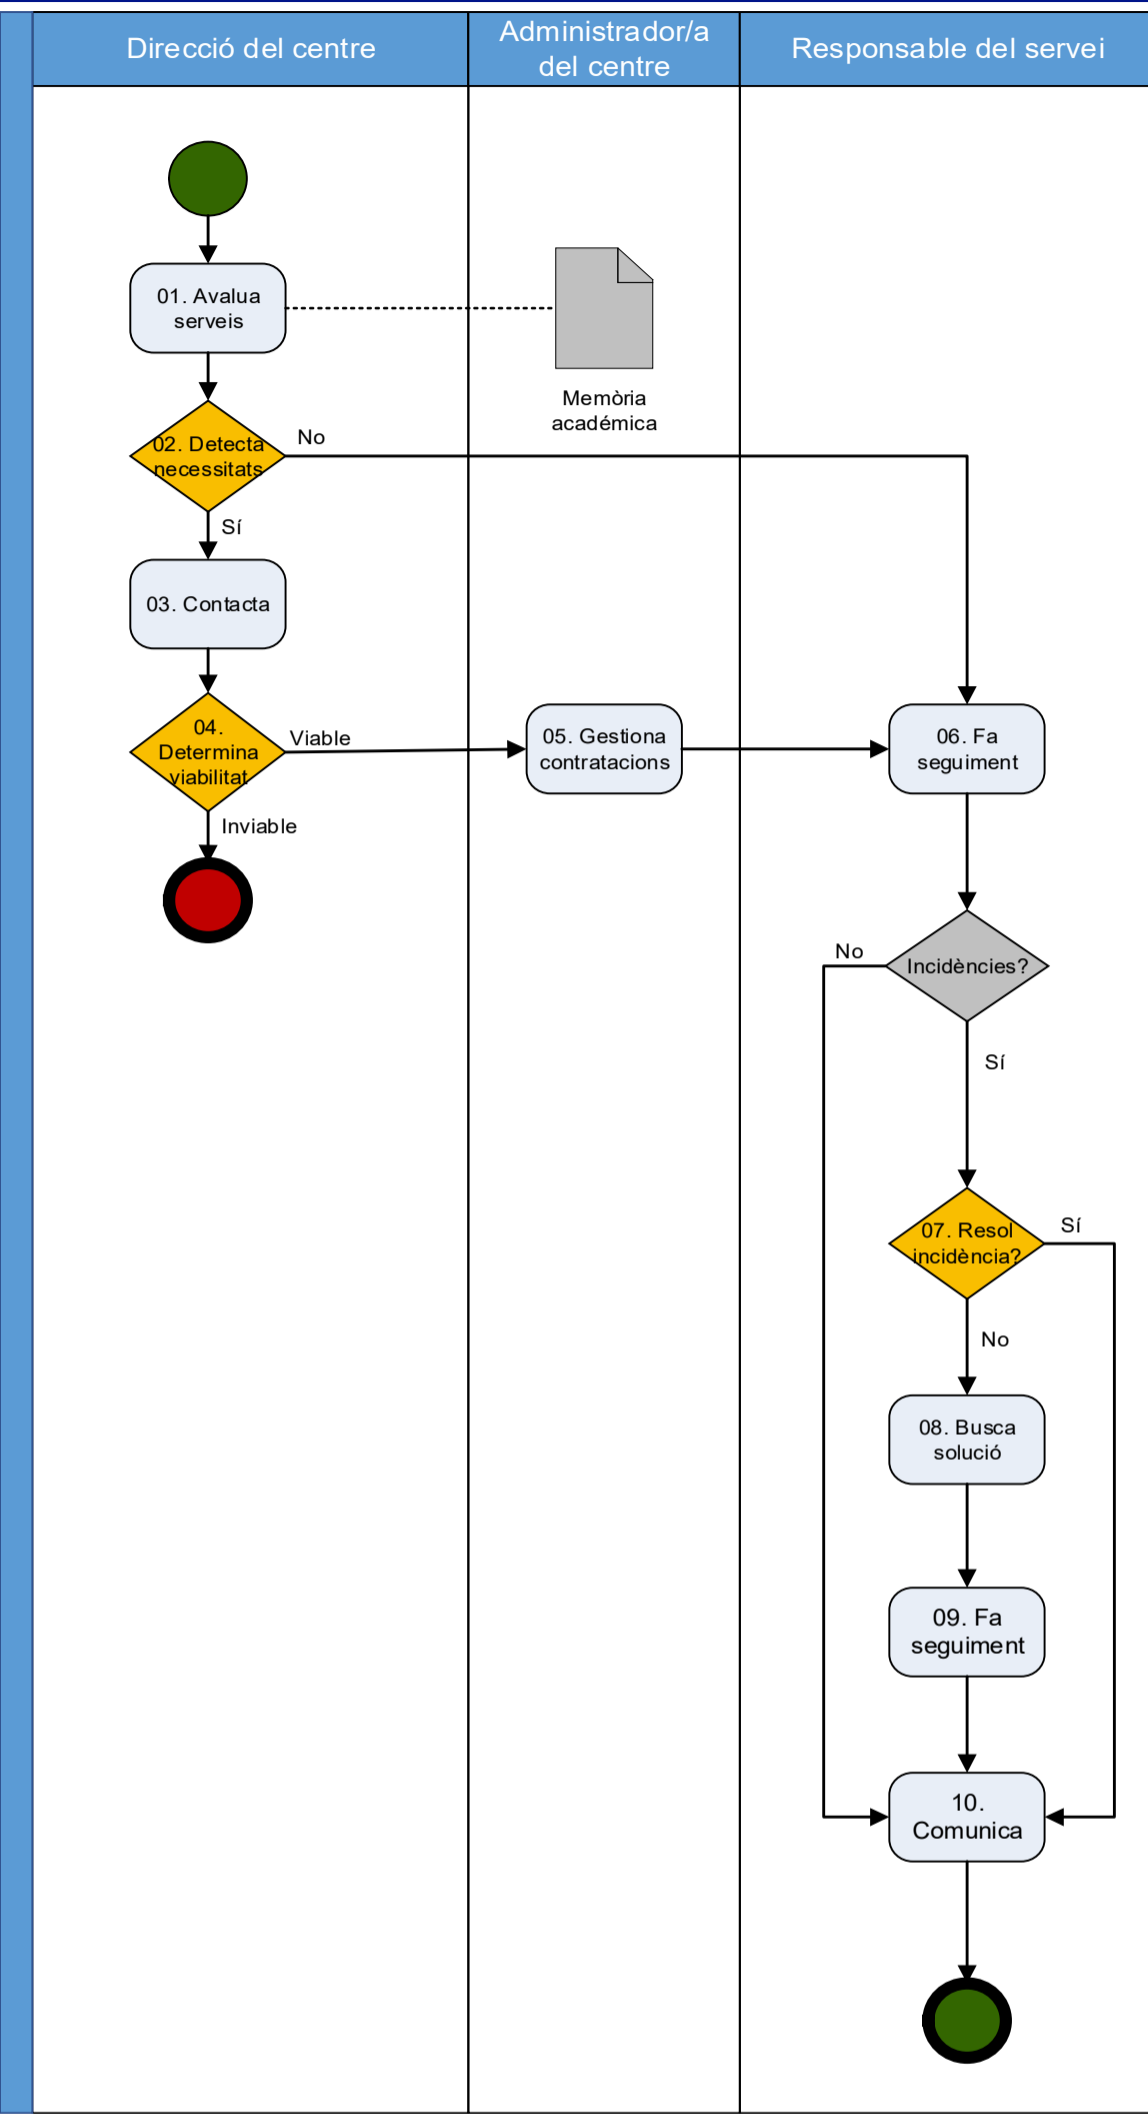 Direcció del centre
Administrador/a
del centre
Responsable del servei
01. Avalua
serveis
Memòria
académica
02. Detecta
necessitats
No
Sí
03. Contacta
04.
Determina
viabilitat
Viable
05. Gestiona
contratacions
06. Fa
seguiment
Inviable
No
Incidències?
Sí
07. Resol
incidència?
Sí
No
08. Busca
solució
09. Fa
seguiment
10.
Comunica